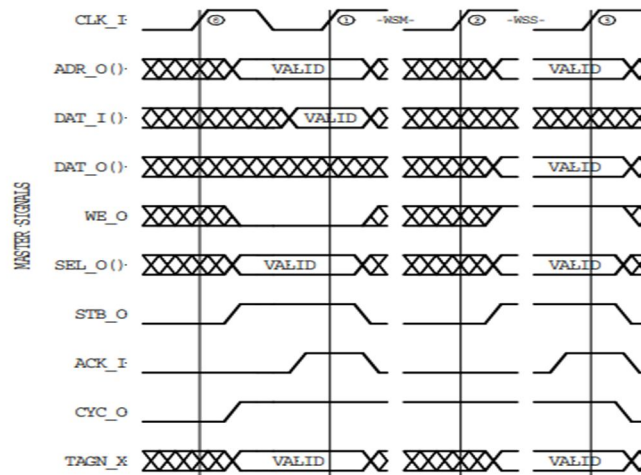 CLK_I 0 1 -WSM- 2 -WSS- 3
ADR_O() VALID VALID
DAT_I() VALID
DAT_O() VALID
WE_O
SEL_O() VALID VALID
STB_O
ACK_I
CYC_O
TAGN_X VALID VALID
MASTER SIGNALS